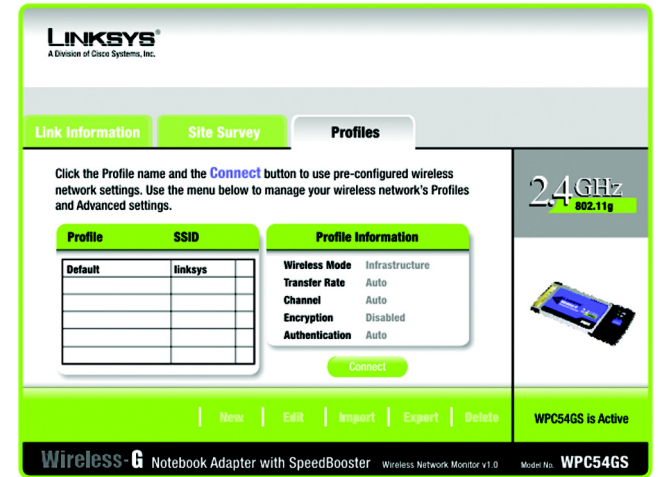 LINKSYS®
A Division of Cisco Systems, Inc.
Link Information
Site Survey
Profiles
Click the Profile name and the Connect button to use pre-configured wireless
network settings. Use the menu below to manage your wireless network's Profiles
and Advanced settings.
2.4 GHz
802.11g
Profile SSID
Default linksys
Profile Information
Wireless Mode Infrastructure
Transfer Rate Auto
Channel Auto
Encryption Disabled
Authentication Auto
Connect
New Edit Import Export Delete
WPC54GS is Active
Wireless-G Notebook Adapter with SpeedBooster Wireless Network Monitor v1.0 Model No. WPC54GS